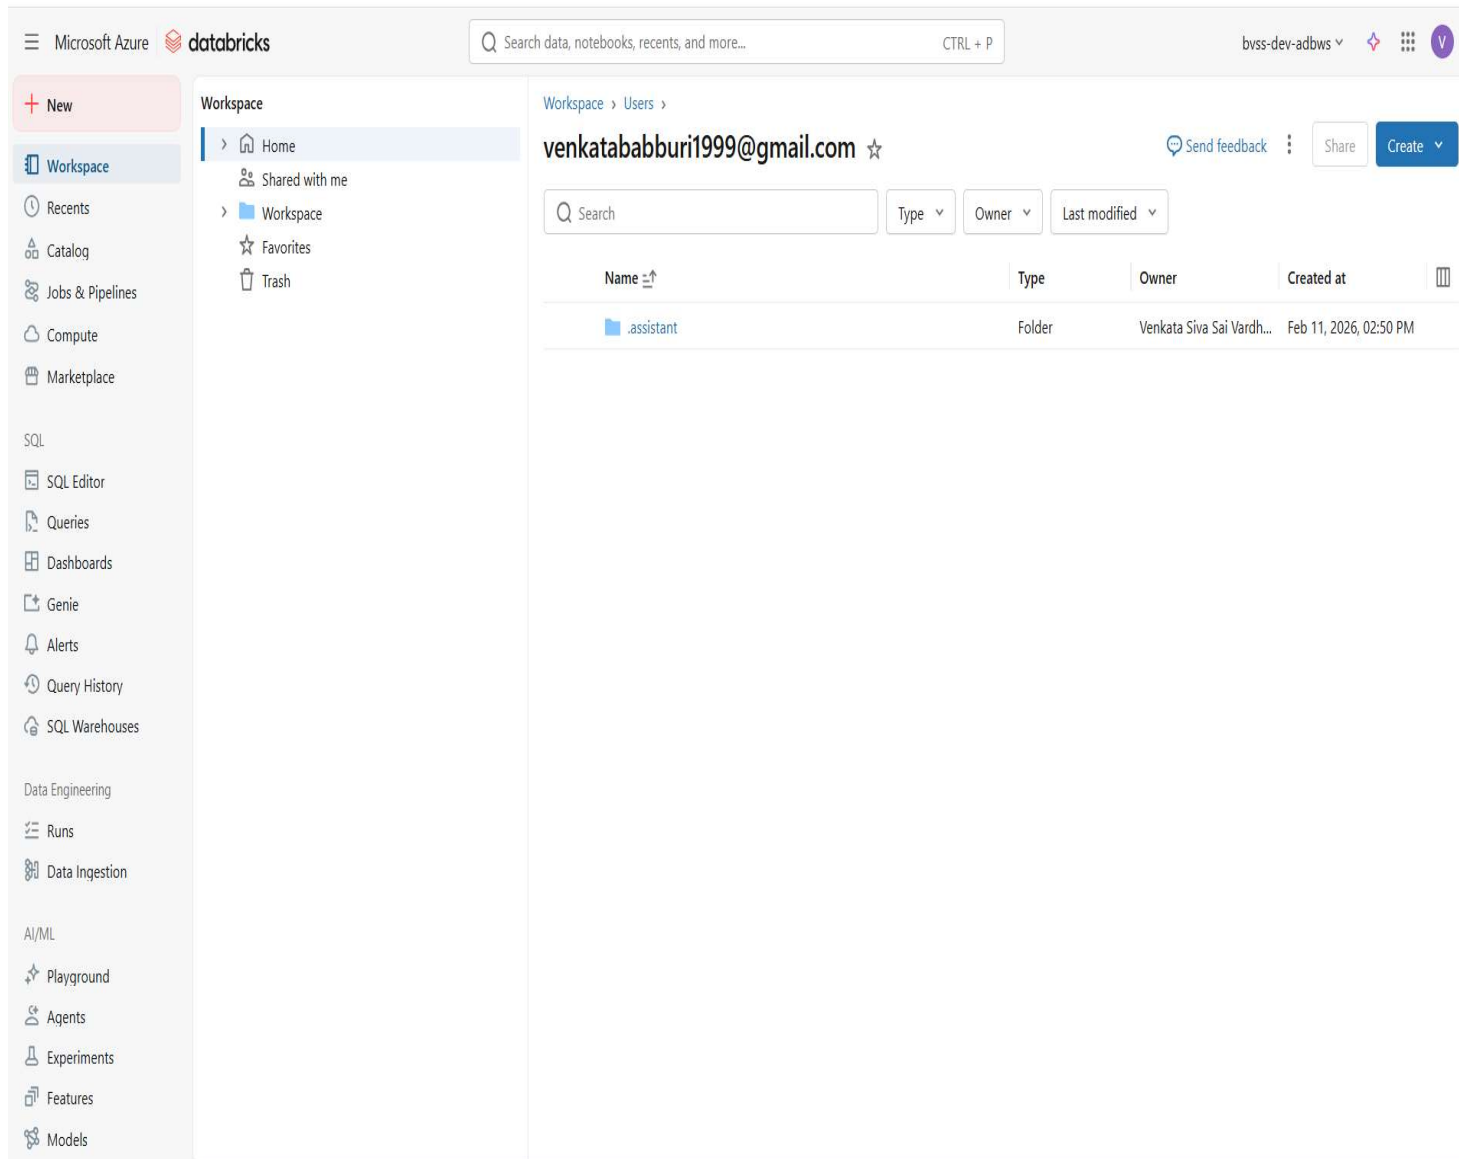 Microsoft Azure databricks
Search data, notebooks, recents, and more... CTRL + P
bvss-dev-adbws
V
New
Workspace
Recents
Catalog
Jobs & Pipelines
Compute
Marketplace
SQL
SQL Editor
Queries
Dashboards
Genie
Alerts
Query History
SQL Warehouses
Data Engineering
Runs
Data Ingestion
AI/ML
Playground
Agents
Experiments
Features
Models
Workspace
Home
Shared with me
Workspace
Favorites
Trash
Workspace › Users ›
venkatababburi1999@gmail.com
Send feedback
Share
Create
Search
Type
Owner
Last modified
Name Type Owner Created at
.assistant Folder Venkata Siva Sai Vardh... Feb 11, 2026, 02:50 PM